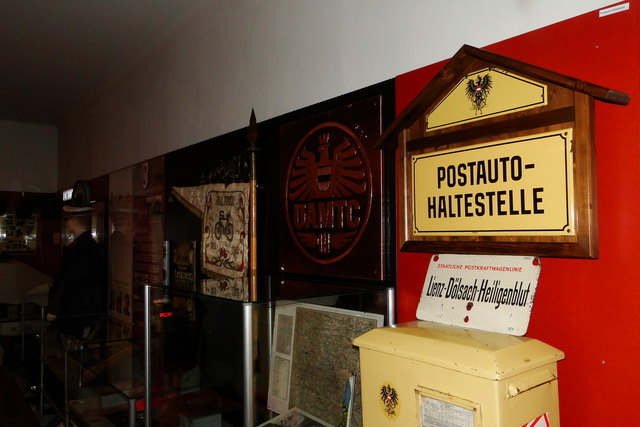 POSTAUTO-
HALTESTELLE
STAATLICHE POSTKRAFTWAGENLINIE
Lienz-Dölsach-Heiligenblut
ÖAMTC